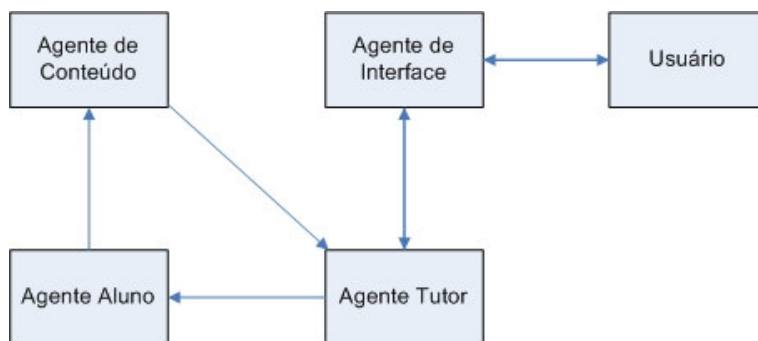 Agente de
Conteúdo
Agente de
Interface
Usuário
Agente Aluno
Agente Tutor